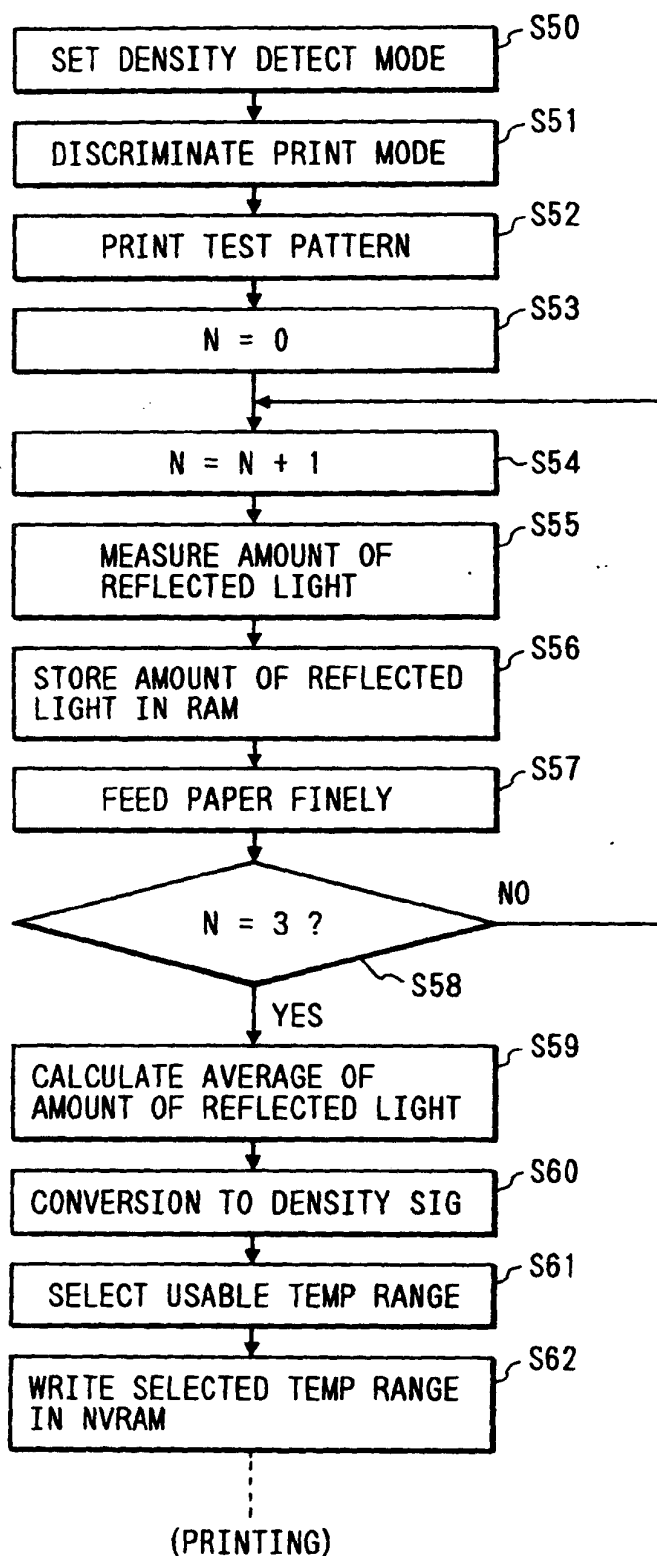 S50
SET DENSITY DETECT MODE
S51
DISCRIMINATE PRINT MODE
S52
PRINT TEST PATTERN
S53
N = 0
N = N + 1
S54
S55
MEASURE AMOUNT OF
REFLECTED LIGHT
S56
STORE AMOUNT OF REFLECTED
LIGHT IN RAM
S57
FEED PAPER FINELY
NO
N = 3 ?
S58
YES
S59
CALCULATE AVERAGE OF
AMOUNT OF REFLECTED LIGHT
S60
CONVERSION TO DENSITY SIG
S61
SELECT USABLE TEMP RANGE
S62
WRITE SELECTED TEMP RANGE
IN NVRAM
(PRINTING)